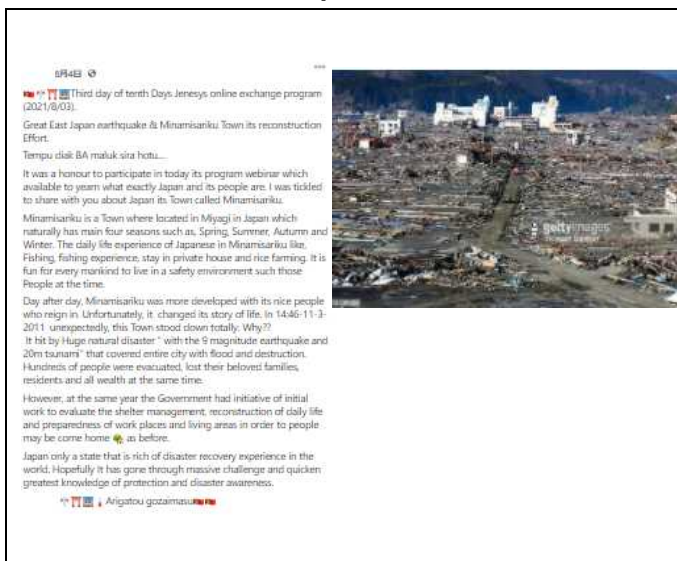 8月4日
Third day of tenth Days Jenesys online exchange program
(2021/8/03).
Great East Japan earthquake & Minamisanriku Town its reconstruction
Effort.
Tempu diak BA maluk sira hotu...
It was a honour to participate in today its program webinar which
available to yearn what exactly Japan and its people are. I was tickled
to share with you about Japan its Town called Minamisanriku.
Minamisanriku is a Town where located in Miyagi in Japan which
naturally has main four seasons such as, Spring, Summer, Autumn and
Winter. The daily life experience of Japanese in Minamisariku like,
Fishing, fishing experience, stay in private house and rice farming. It is
fun for every mankind to live in a safety environment such those
People at the time.
Day after day, Minamisariku was more developed with its nice people
who reign in. Unfortunately, it changed its story of life. In 14:46-11-3-
2011 unexpectedly, this Town stood down totally. Why??
It hit by Huge natural disaster " with the 9 magnitude earthquake and
20m tsunami" that covered entire city with flood and destruction.
Hundreds of people were evacuated, lost their beloved families,
residents and all wealth at the same time.
However, at the same year the Government had initiative of initial
work to evaluate the shelter management, reconstruction of daily life
and preparedness of work places and living areas in order to people
may be come home as before.
Japan only a state that is rich of disaster recovery experience in the
world. Hopefully It has gone through massive challenge and quicken
greatest knowledge of protection and disaster awareness.
Arigatou gozaimasu
gettyimages